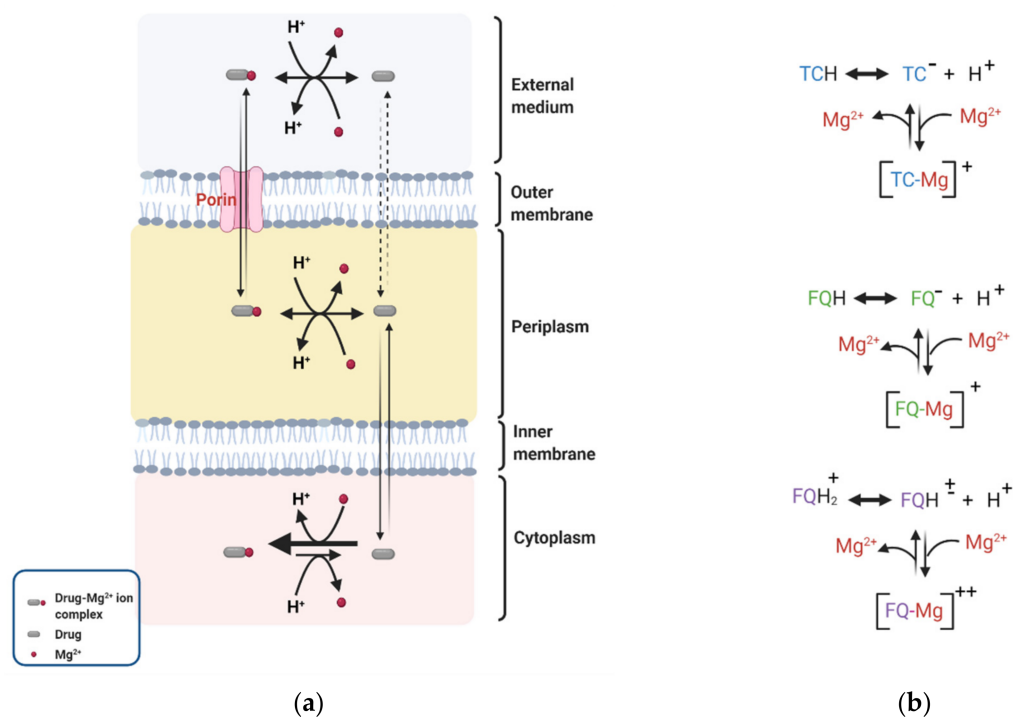 H⁺
H⁺
External
medium
Porin
Outer
membrane
H⁺
H⁺
Periplasm
Inner
membrane
H⁺
H⁺
Cytoplasm
Drug-Mg²⁺ ion
complex
Drug
Mg²⁺
(a)
TCH TC⁻ + H⁺
Mg²⁺ Mg²⁺
[TC-Mg]⁺
FQH FQ⁻ + H⁺
Mg²⁺ Mg²⁺
[FQ-Mg]⁺
FQH₂⁺ FQH± + H⁺
Mg²⁺ Mg²⁺
[FQ-Mg]⁺⁺
(b)